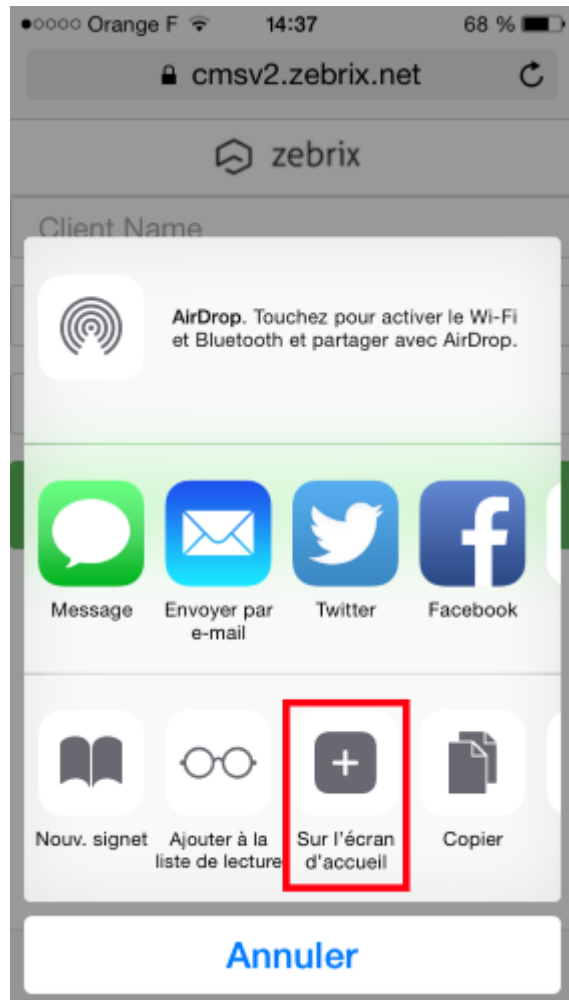 Orange F 14:37 68 %
cmsv2.zebrix.net
zebrix
Client Name
AirDrop. Touchez pour activer le Wi-Fi
et Bluetooth et partager avec AirDrop.
Message
Envoyer par
e-mail
Twitter
Facebook
Nouv. signet
Ajouter à la
liste de lecture
Sur l'écran
d'accueil
Copier
Annuler